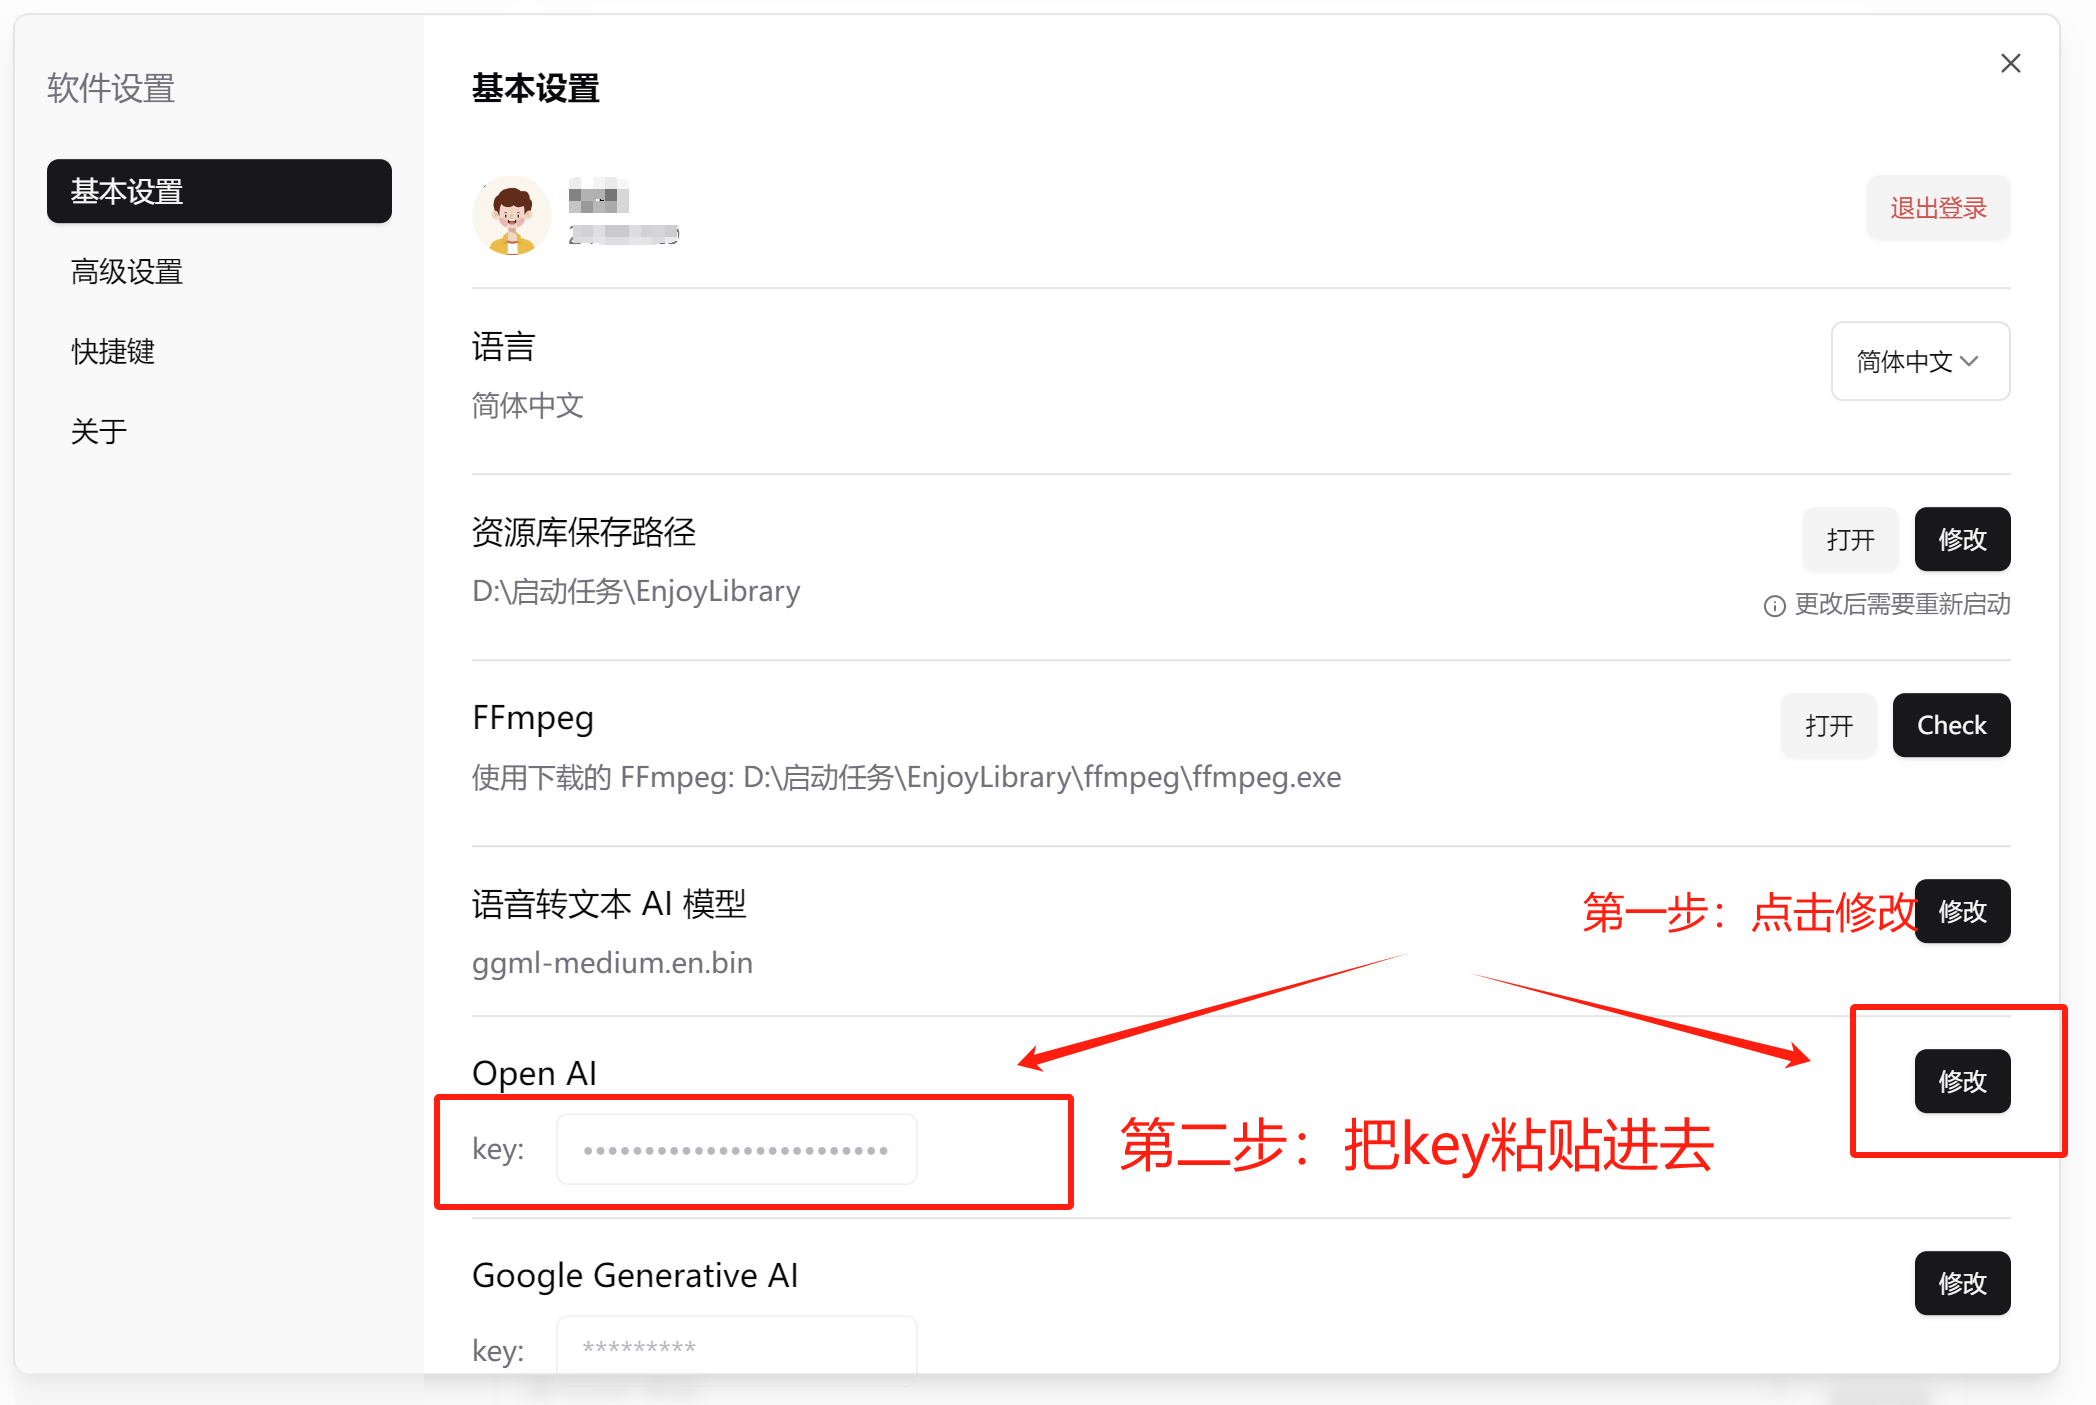 软件设置
基本设置
高级设置
快捷键
关于
基本设置
退出登录
语言
简体中文
简体中文
资源库保存路径
D:\启动任务\EnjoyLibrary
打开
修改
更改后需要重新启动
FFmpeg
使用下载的 FFmpeg: D:\启动任务\EnjoyLibrary\ffmpeg\ffmpeg.exe
打开
Check
语音转文本 AI 模型
ggml-medium.en.bin
第一步：点击修改
修改
Open AI
修改
key:
第二步：把key粘贴进去
Google Generative AI
修改
key:
*********